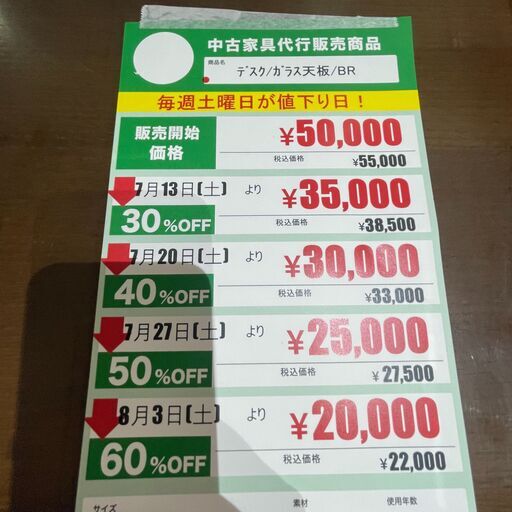 中古家具代行販売商品
商品名
デスク/ガラス天板/BR
毎週土曜日が値下り日！
販売開始
価格
¥50,000
税込価格 ¥55,000
7月13日(土) より ¥35,000
30%OFF 税込価格 ¥38,500
7月20日(土) より ¥30,000
40%OFF 税込価格 ¥33,000
7月27日(土) より ¥25,000
50%OFF 税込価格 ¥27,500
8月3日(土) より ¥20,000
60%OFF 税込価格 ¥22,000
サイズ 素材 使用年数